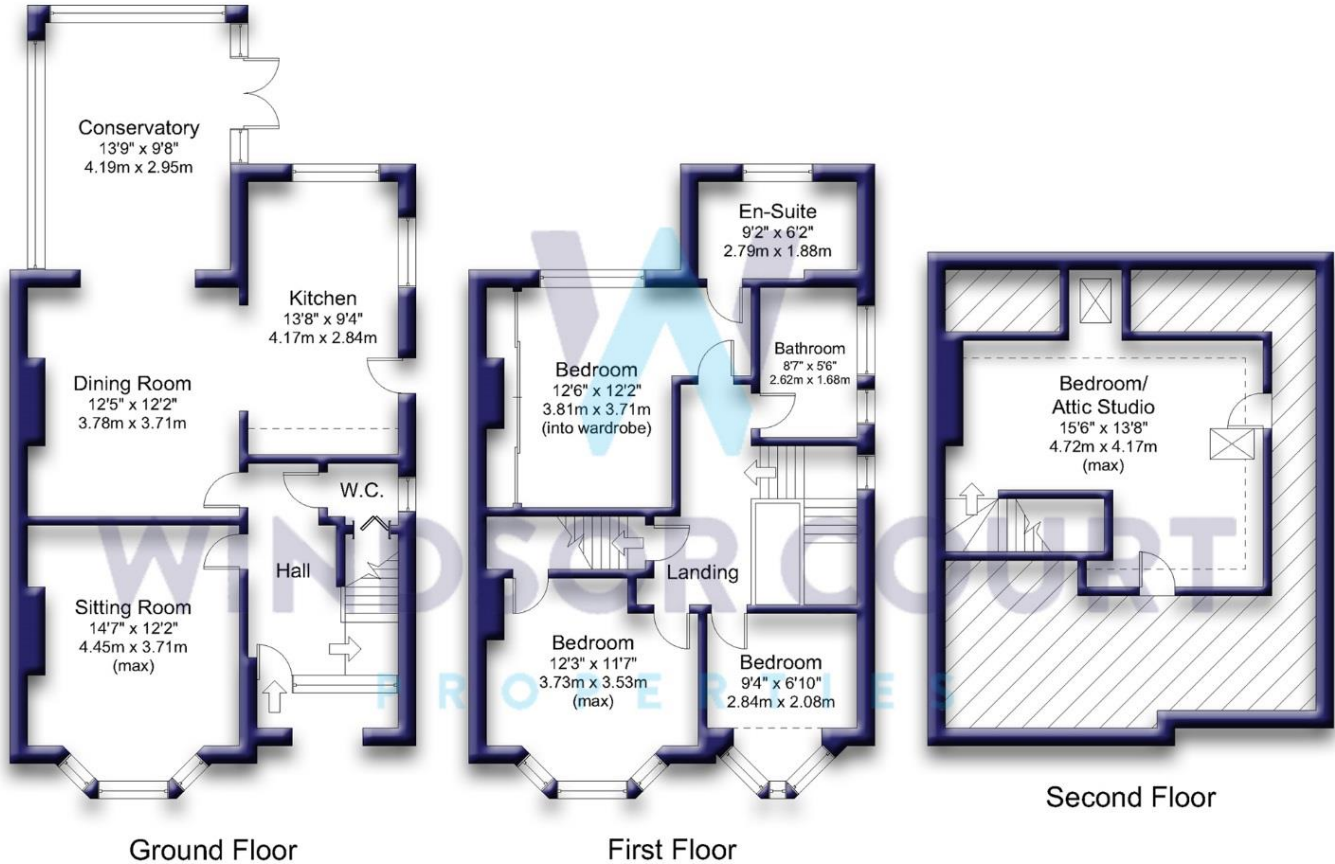 Conservatory
13'9" x 9'8"
4.19m x 2.95m
Kitchen
13'8" x 9'4"
4.17m x 2.84m
Dining Room
12'5" x 12'2"
3.78m x 3.71m
W.C.
Hall
Sitting Room
14'7" x 12'2"
4.45m x 3.71m
(max)
Ground Floor
En-Suite
9'2" x 6'2"
2.79m x 1.88m
Bathroom
8'7" x 5'6"
2.62m x 1.68m
Bedroom
12'6" x 12'2"
3.81m x 3.71m
(into wardrobe)
Landing
Bedroom
12'3" x 11'7"
3.73m x 3.53m
(max)
Bedroom
9'4" x 6'10"
2.84m x 2.08m
First Floor
Bedroom/
Attic Studio
15'6" x 13'8"
4.72m x 4.17m
(max)
Second Floor
WINDSOR COURT
PROPERTIES